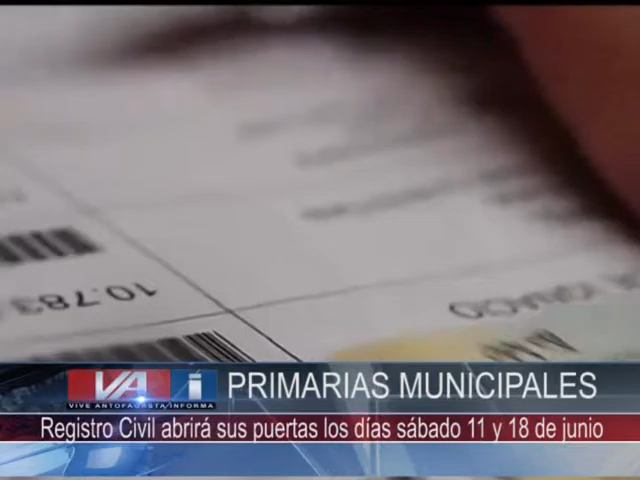 10.783
IGNACIO
VA i
VIVE ANTOFAGASTA/INFORMA
PRIMARIAS MUNICIPALES
Registro Civil abrirá sus puertas los días sábado 11 y 18 de junio